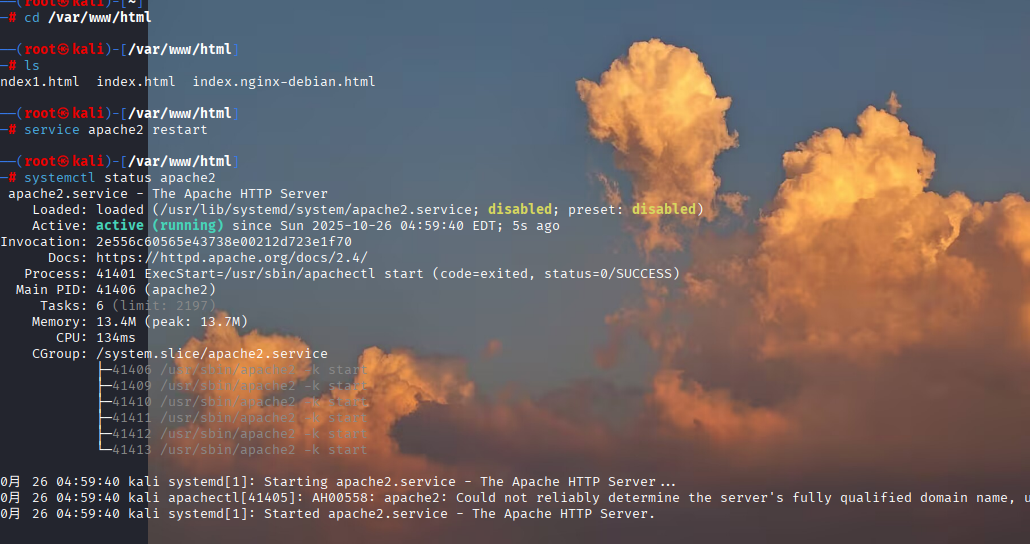 —(root㉿kali)-[~]
—# cd /var/www/html
—(root㉿kali)-[/var/www/html]
—# ls
ndex1.html  index.html  index.nginx-debian.html
—(root㉿kali)-[/var/www/html]
—# service apache2 restart
—(root㉿kali)-[/var/www/html]
—# systemctl status apache2
apache2.service - The Apache HTTP Server
Loaded: loaded (/usr/lib/systemd/system/apache2.service; disabled; preset: disabled)
Active: active (running) since Sun 2025-10-26 04:59:40 EDT; 5s ago
Invocation: 2e556c60565e43738e00212d723e1f70
Docs: https://httpd.apache.org/docs/2.4/
Process: 41401 ExecStart=/usr/sbin/apachectl start (code=exited, status=0/SUCCESS)
Main PID: 41406 (apache2)
Tasks: 6 (limit: 2197)
Memory: 13.4M (peak: 13.7M)
CPU: 134ms
CGroup: /system.slice/apache2.service
├─41406 /usr/sbin/apache2 -k start
├─41409 /usr/sbin/apache2 -k start
├─41410 /usr/sbin/apache2 -k start
├─41411 /usr/sbin/apache2 -k start
├─41412 /usr/sbin/apache2 -k start
└─41413 /usr/sbin/apache2 -k start
0月 26 04:59:40 kali systemd[1]: Starting apache2.service - The Apache HTTP Server...
0月 26 04:59:40 kali apachectl[41405]: AH00558: apache2: Could not reliably determine the server's fully qualified domain name, u
0月 26 04:59:40 kali systemd[1]: Started apache2.service - The Apache HTTP Server.